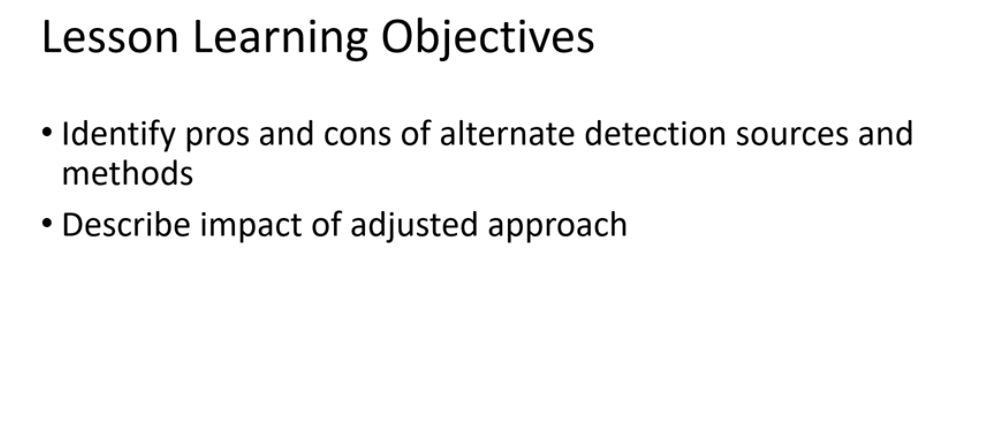 Lesson Learning Objectives
• Identify pros and cons of alternate detection sources and
methods
• Describe impact of adjusted approach